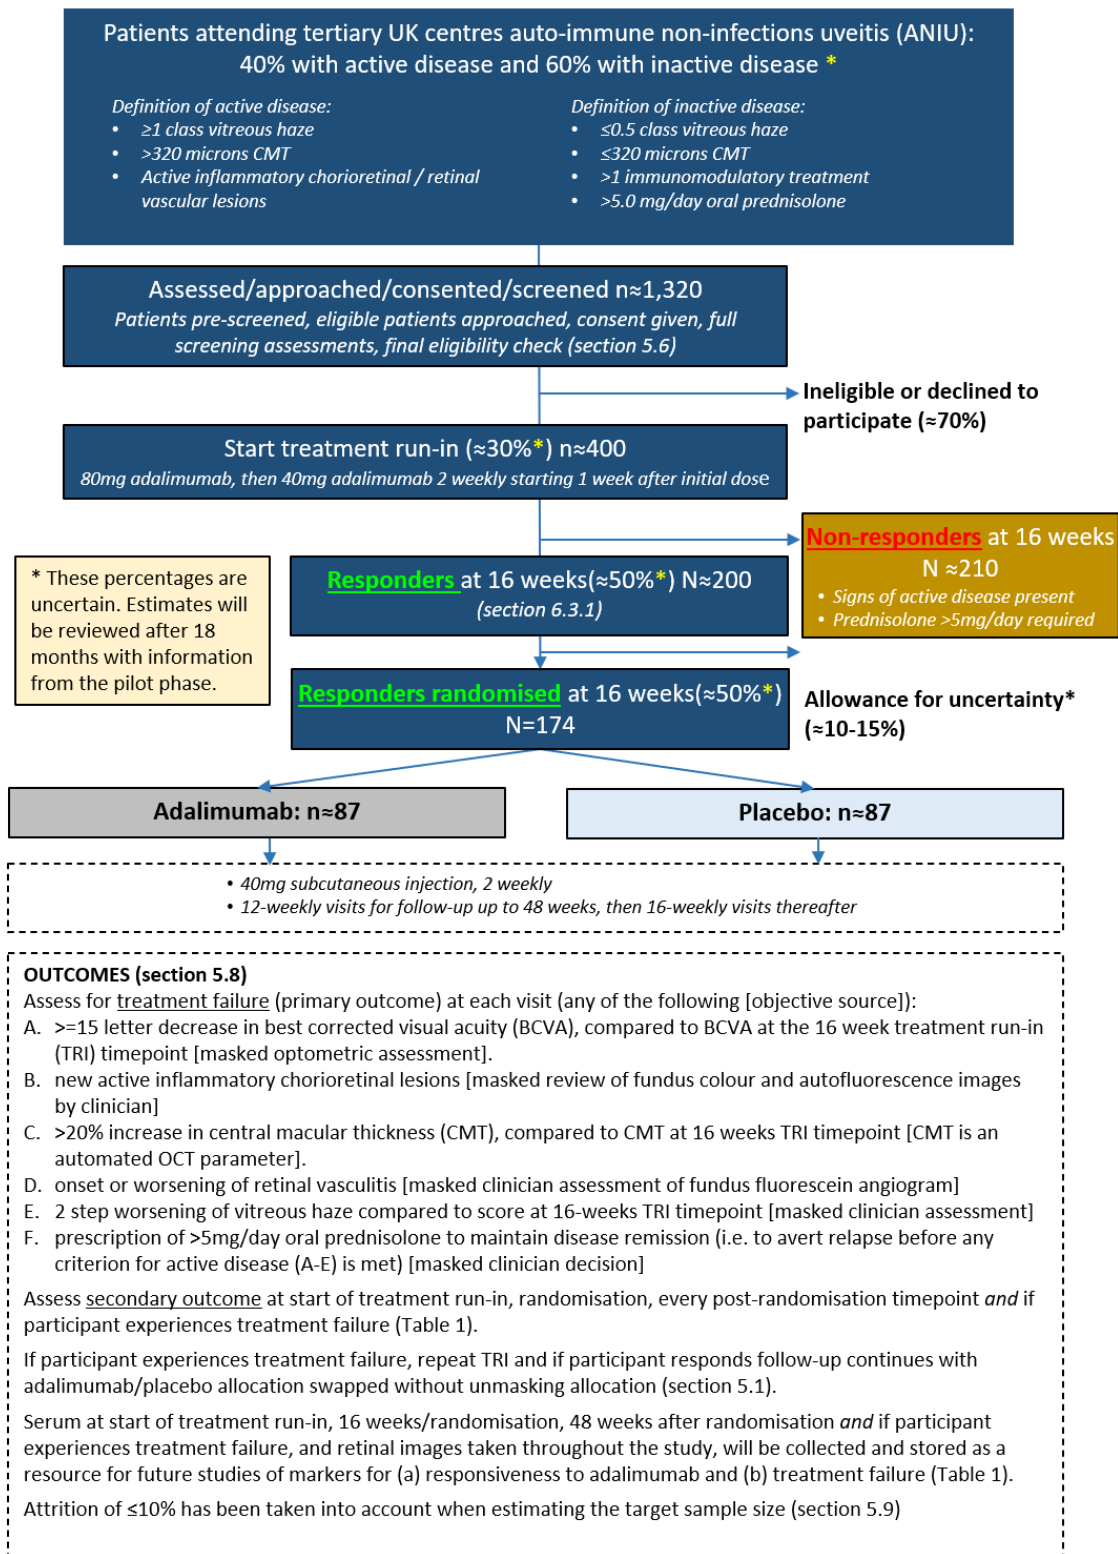 Patients attending tertiary UK centres auto-immune non-infections uveitis (ANIU):
40% with active disease and 60% with inactive disease *
Definition of active disease:
• ≥1 class vitreous haze
• >320 microns CMT
• Active inflammatory chorioretinal / retinal
vascular lesions
Definition of inactive disease:
• ≤0.5 class vitreous haze
• ≤320 microns CMT
• >1 immunomodulatory treatment
• >5.0 mg/day oral prednisolone
Assessed/approached/consented/screened n≈1,320
Patients pre-screened, eligible patients approached, consent given, full
screening assessments, final eligibility check (section 5.6)
Ineligible or declined to
participate (≈70%)
Start treatment run-in (≈30%*) n≈400
80mg adalimumab, then 40mg adalimumab 2 weekly starting 1 week after initial dose
Non-responders at 16 weeks
N ≈210
• Signs of active disease present
• Prednisolone >5mg/day required
* These percentages are
uncertain. Estimates will
be reviewed after 18
months with information
from the pilot phase.
Responders at 16 weeks(≈50%*) N≈200
(section 6.3.1)
Responders randomised at 16 weeks(≈50%*)
N=174
Allowance for uncertainty*
(≈10-15%)
Adalimumab: n≈87
Placebo: n≈87
• 40mg subcutaneous injection, 2 weekly
• 12-weekly visits for follow-up up to 48 weeks, then 16-weekly visits thereafter
OUTCOMES (section 5.8)
Assess for treatment failure (primary outcome) at each visit (any of the following [objective source]):
A. >=15 letter decrease in best corrected visual acuity (BCVA), compared to BCVA at the 16 week treatment run-in
(TRI) timepoint [masked optometric assessment].
B. new active inflammatory chorioretinal lesions [masked review of fundus colour and autofluorescence images
by clinician]
C. >20% increase in central macular thickness (CMT), compared to CMT at 16 weeks TRI timepoint [CMT is an
automated OCT parameter].
D. onset or worsening of retinal vasculitis [masked clinician assessment of fundus fluorescein angiogram]
E. 2 step worsening of vitreous haze compared to score at 16-weeks TRI timepoint [masked clinician assessment]
F. prescription of >5mg/day oral prednisolone to maintain disease remission (i.e. to avert relapse before any
criterion for active disease (A-E) is met) [masked clinician decision]
Assess secondary outcome at start of treatment run-in, randomisation, every post-randomisation timepoint and if
participant experiences treatment failure (Table 1).
If participant experiences treatment failure, repeat TRI and if participant responds follow-up continues with
adalimumab/placebo allocation swapped without unmasking allocation (section 5.1).
Serum at start of treatment run-in, 16 weeks/randomisation, 48 weeks after randomisation and if participant
experiences treatment failure, and retinal images taken throughout the study, will be collected and stored as a
resource for future studies of markers for (a) responsiveness to adalimumab and (b) treatment failure (Table 1).
Attrition of ≤10% has been taken into account when estimating the target sample size (section 5.9)